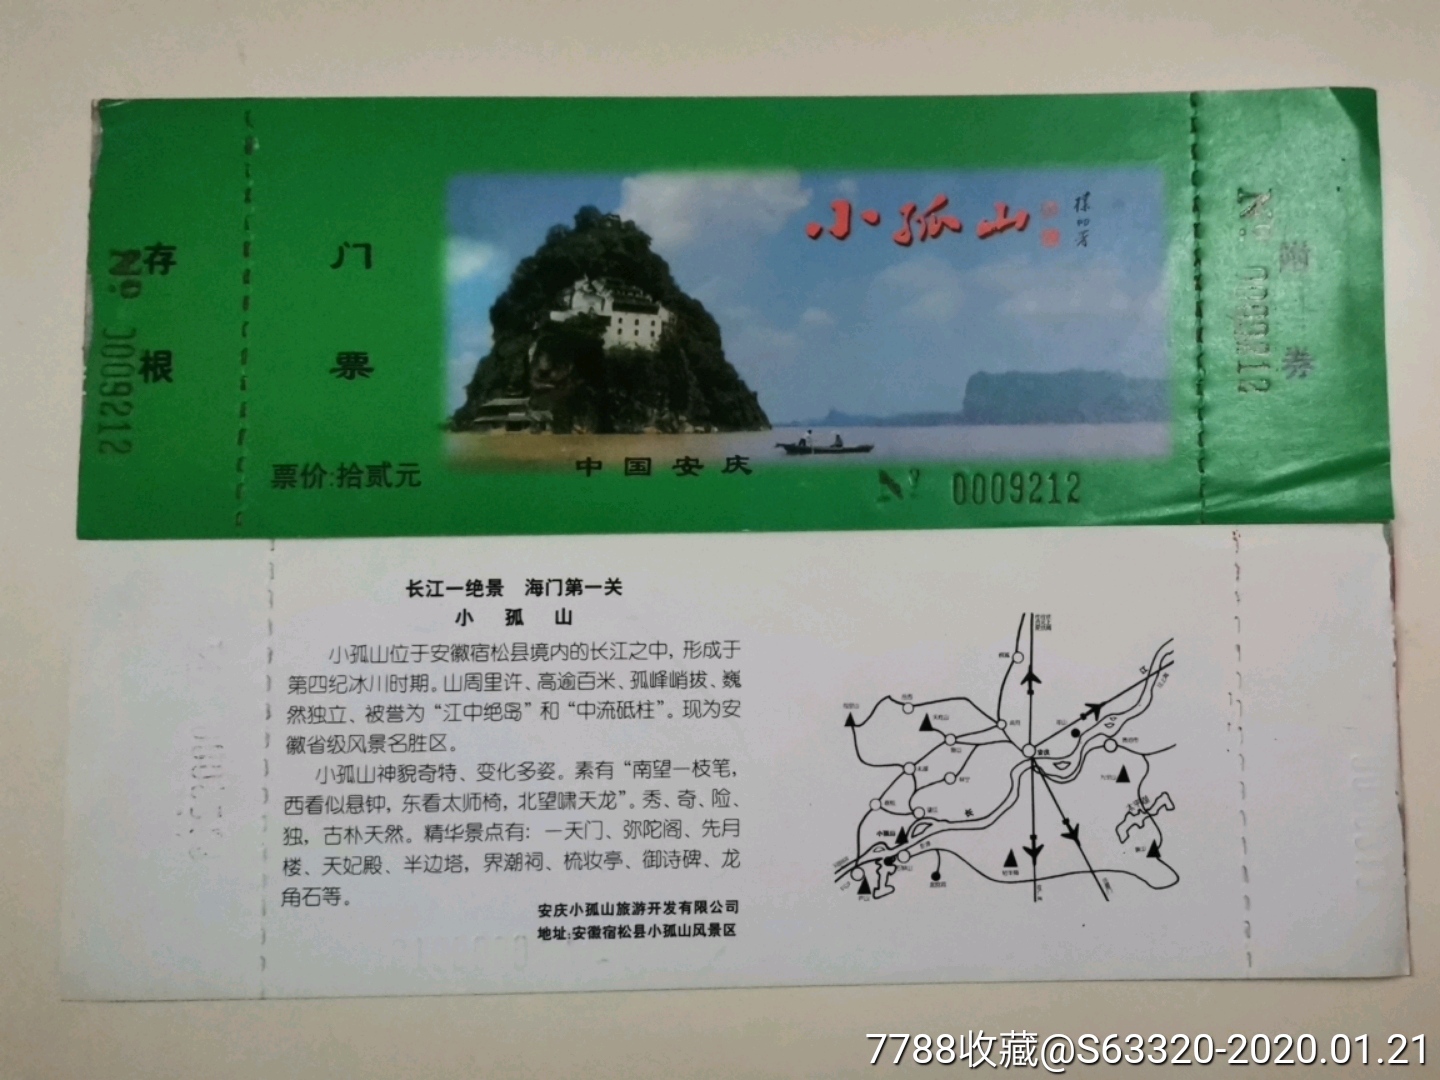 存根
№ 0009212
门票
小孤山
票价:拾贰元
中国安庆
№ 0009212
附券
№ 0009212
长江一绝景 海门第一关
小 孤 山
小孤山位于安徽宿松县境内的长江之中，形成于
第四纪冰川时期。山周里许、高逾百米、孤峰峭拔、巍
然独立、被誉为“江中绝岛”和“中流砥柱”。现为安
徽省级风景名胜区。
小孤山神貌奇特、变化多姿。素有“南望一枝笔，
西看似悬钟，东看太师椅，北望啸天龙”。秀、奇、险、
独，古朴天然。精华景点有：一天门、弥陀阁、先月
楼、天妃殿、半边塔，界潮祠、梳妆亭、御诗碑、龙
角石等。
安庆小孤山旅游开发有限公司
地址:安徽宿松县小孤山风景区
安庆
小孤山
长
江
7788收藏@S63320-2020.01.21